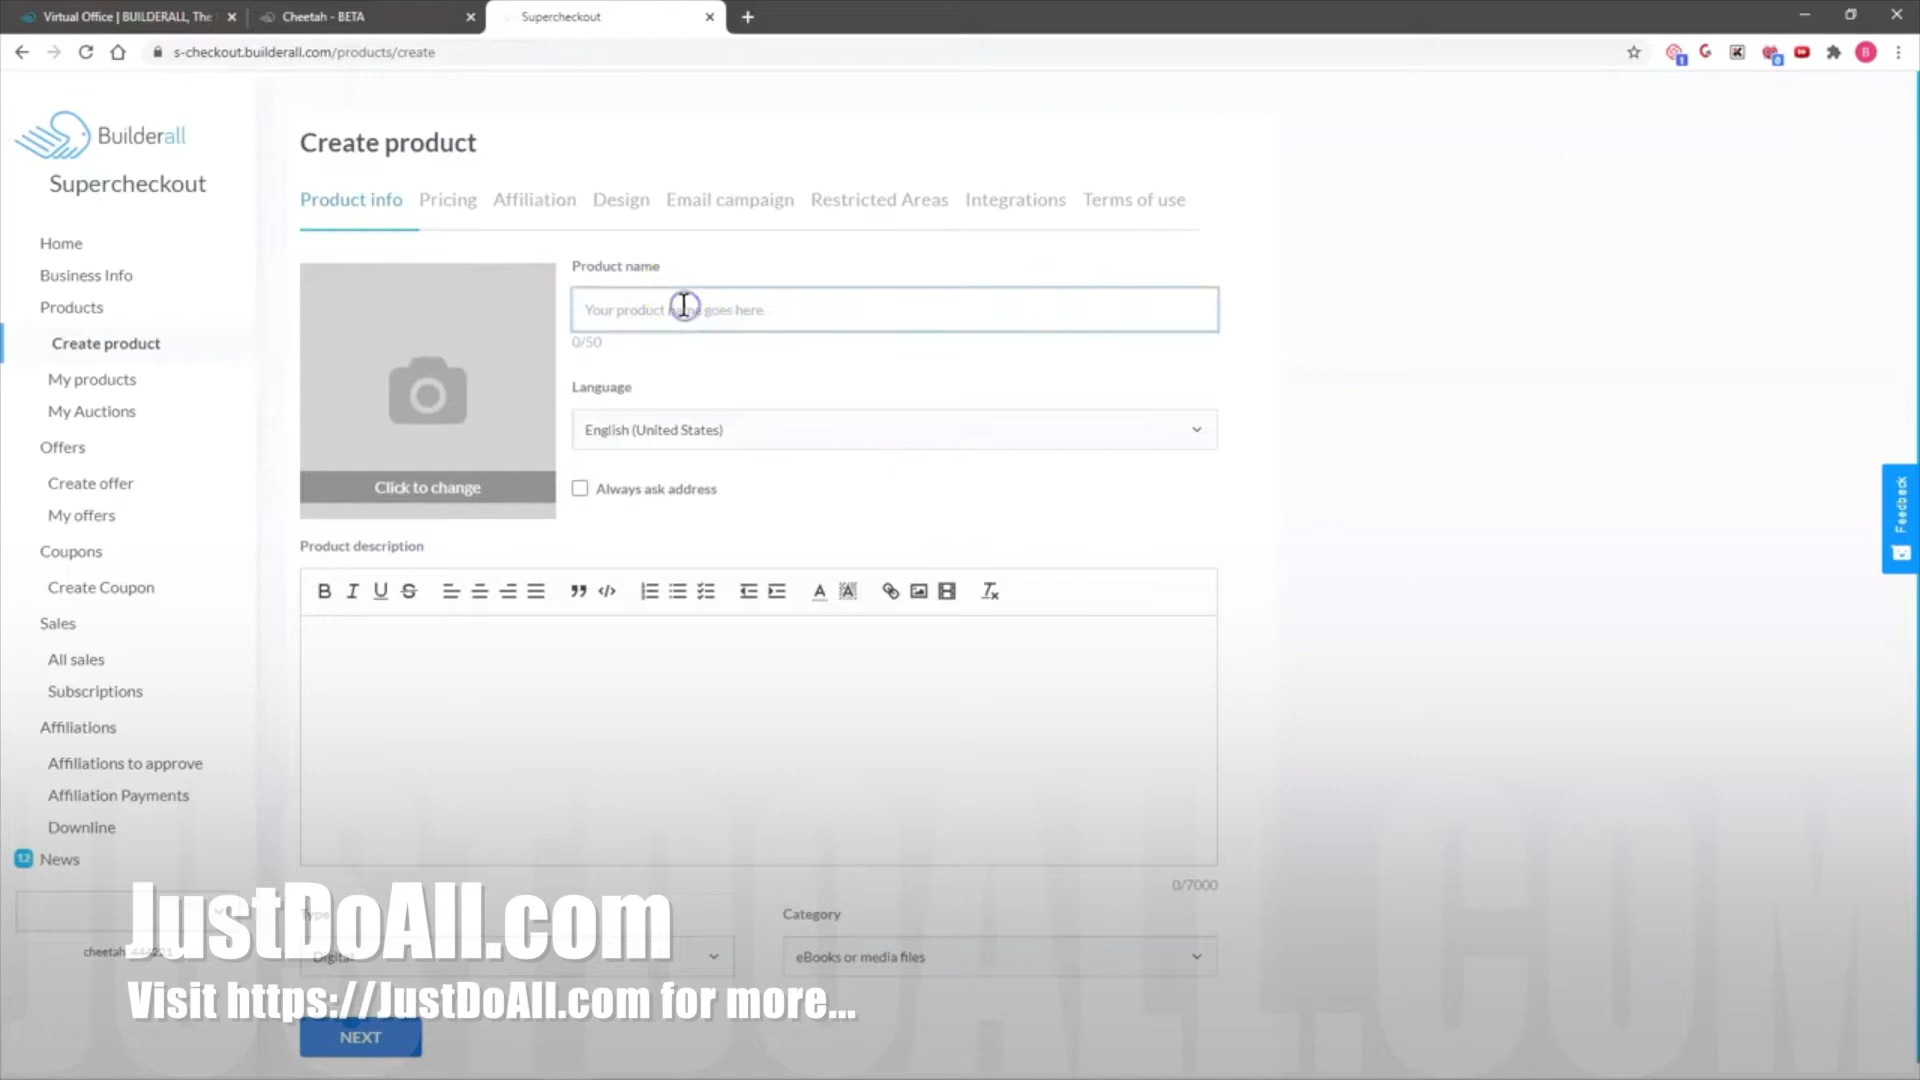 Virtual Office | BUILDERALL, The
Cheetah - BETA
Supercheckout
s-checkout.builderall.com/products/create
Builderall
Supercheckout
Home
Business Info
Products
Create product
My products
My Auctions
Offers
Create offer
My offers
Coupons
Create Coupon
Sales
All sales
Subscriptions
Affiliations
Affiliations to approve
Affiliation Payments
Downline
12 News
Create product
Product info Pricing Affiliation Design Email campaign Restricted Areas Integrations Terms of use
Click to change
Product name
Your product name goes here
0/50
Language
English (United States)
Always ask address
Product description
0/7000
Type
Digital
Category
eBooks or media files
NEXT
Feedback
JustDoAll.com
Visit https://JustDoAll.com for more...
JUSTDOALL.COM